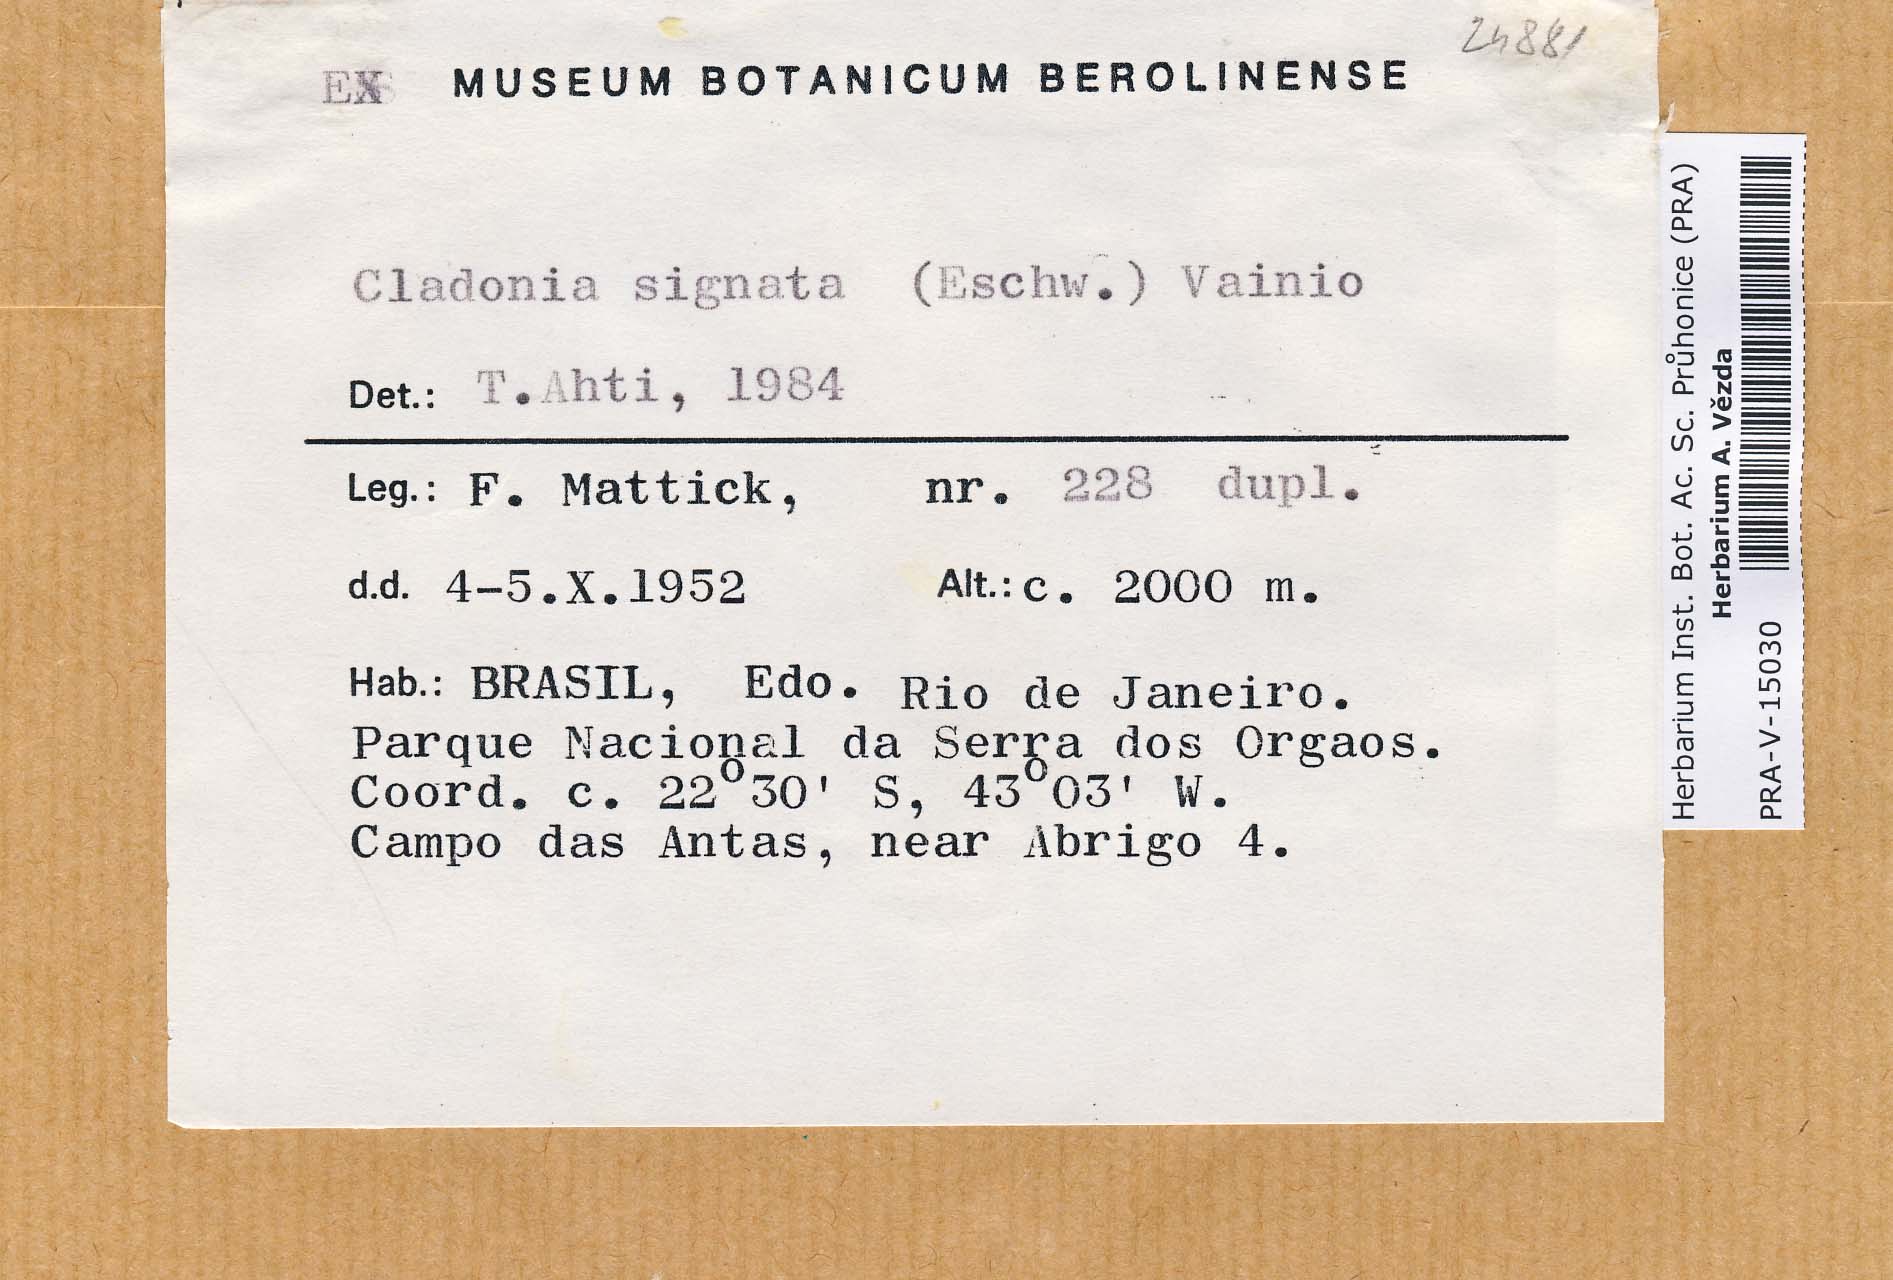 24881
EX MUSEUM BOTANICUM BEROLINENSE
Cladonia signata (Eschw.) Vainio
Det.: T.Ahti, 1984
Leg.: F. Mattick, nr. 228 dupl.
d.d. 4-5.X.1952 Alt.: c. 2000 m.
Hab.: BRASIL, Edo. Rio de Janeiro.
Parque Nacional da Serra dos Orgaos.
Coord. c. 22°30' S, 43°03' W.
Campo das Antas, near Abrigo 4.
Herbarium Inst. Bot. Ac. Sc. Průhonice (PRA)
Herbarium A. Vězda
PRA-V-15030